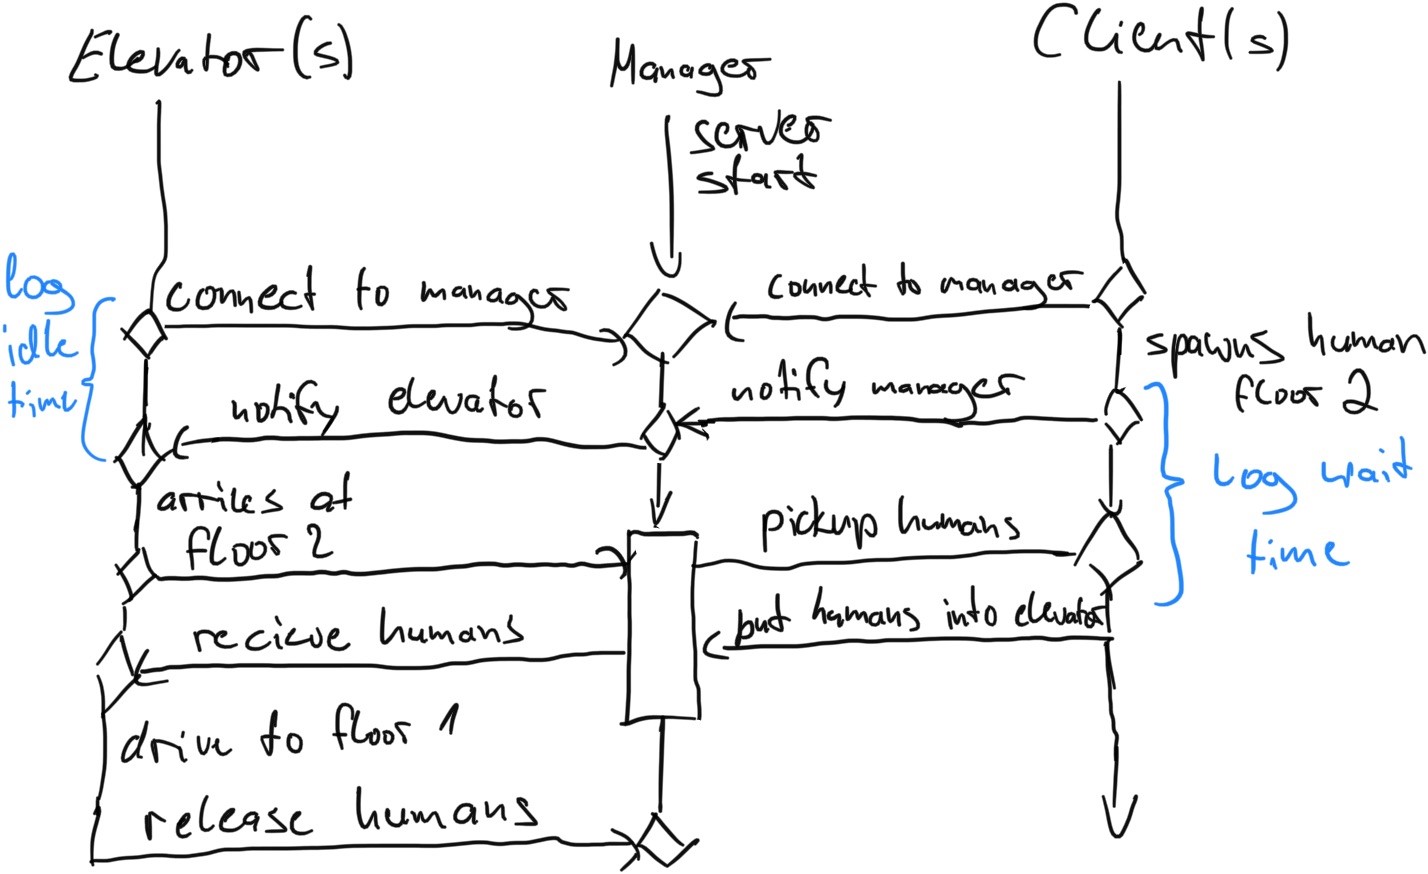 Elevator(s)
Manager
Client(s)
server
start
log
idle
time
connect to manager
connect to manager
spawns human
floor 2
notify elevator
notify manager
log wait
time
arrives at
floor 2
pickup humans
recieve humans
put humans into elevator
drive to floor 1
release humans